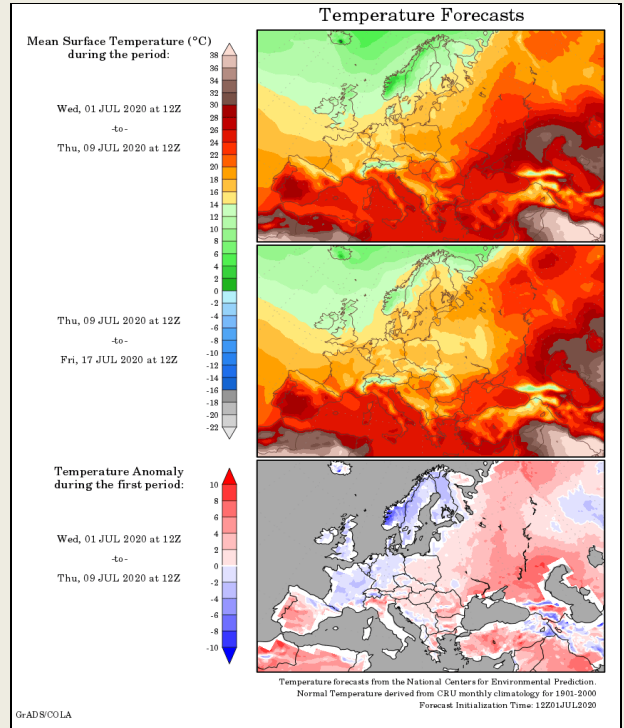 Temperature Forecasts
Mean Surface Temperature (°C)
during the period:
Wed, 01 JUL 2020 at 12Z
-to-
Thu, 09 JUL 2020 at 12Z
38
36
34
32
30
28
26
24
22
20
18
16
14
12
10
8
6
4
2
0
-2
-4
-6
-8
-10
-12
-14
-16
-18
-20
-22
Thu, 09 JUL 2020 at 12Z
-to-
Fri, 17 JUL 2020 at 12Z
Temperature Anomaly
during the first period:
Wed, 01 JUL 2020 at 12Z
-to-
Thu, 09 JUL 2020 at 12Z
10
8
6
4
2
0
-2
-4
-6
-8
-10
Temperature forecasts from the National Centers for Environmental Prediction.
Normal Temperature derived from CRU monthly climatology for 1901-2000
Forecast Initialization Time: 12Z01JUL2020
GrADS/COLA